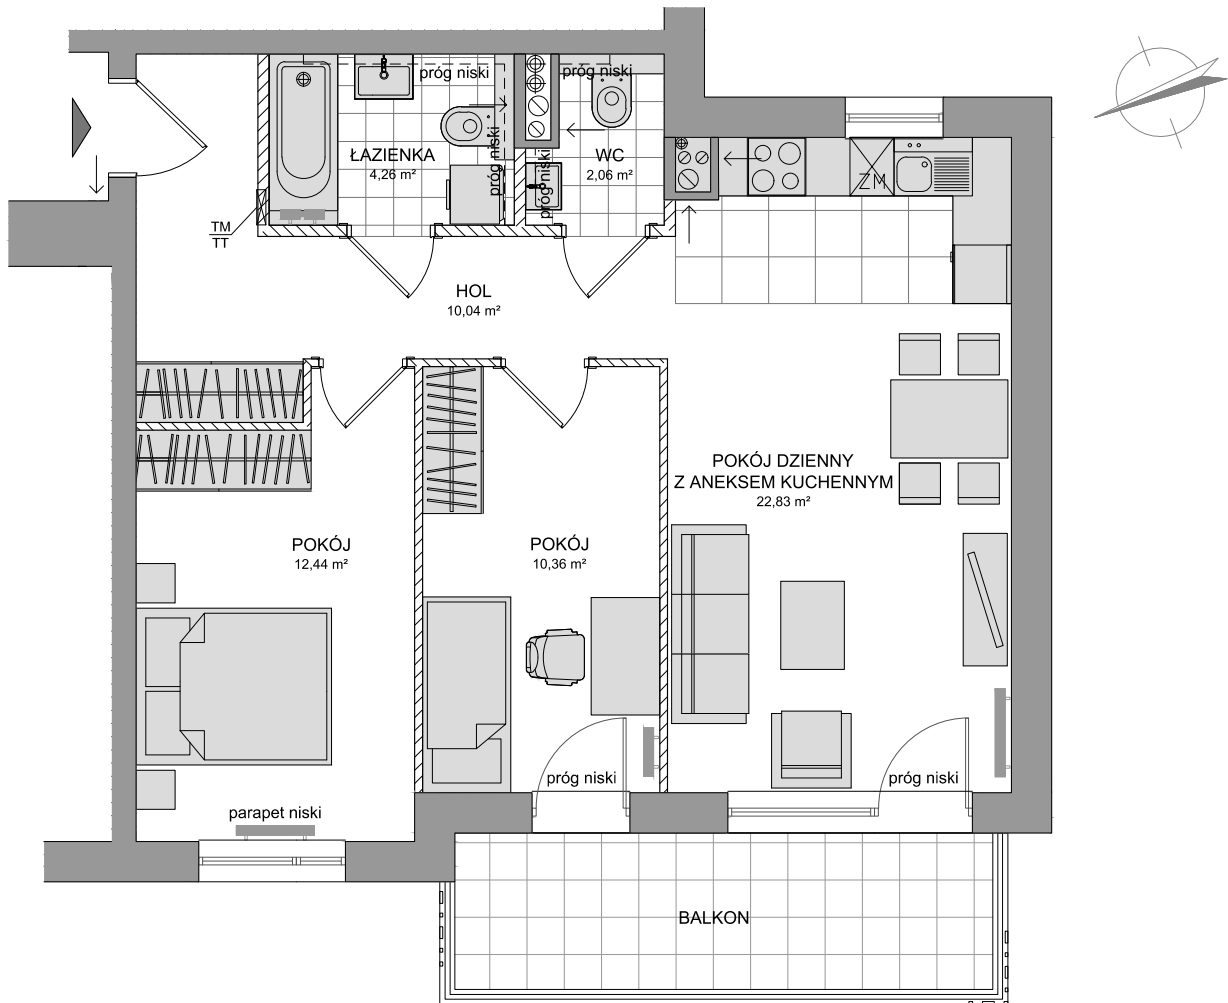 próg niski
próg niski
ŁAZIENKA
4,26 m²
próg niski
próg niski
WC
2,06 m²
ZM
TM
TT
HOL
10,04 m²
POKÓJ DZIENNY
Z ANEKSEM KUCHENNYM
22,83 m²
POKÓJ
12,44 m²
POKÓJ
10,36 m²
próg niski
próg niski
parapet niski
BALKON